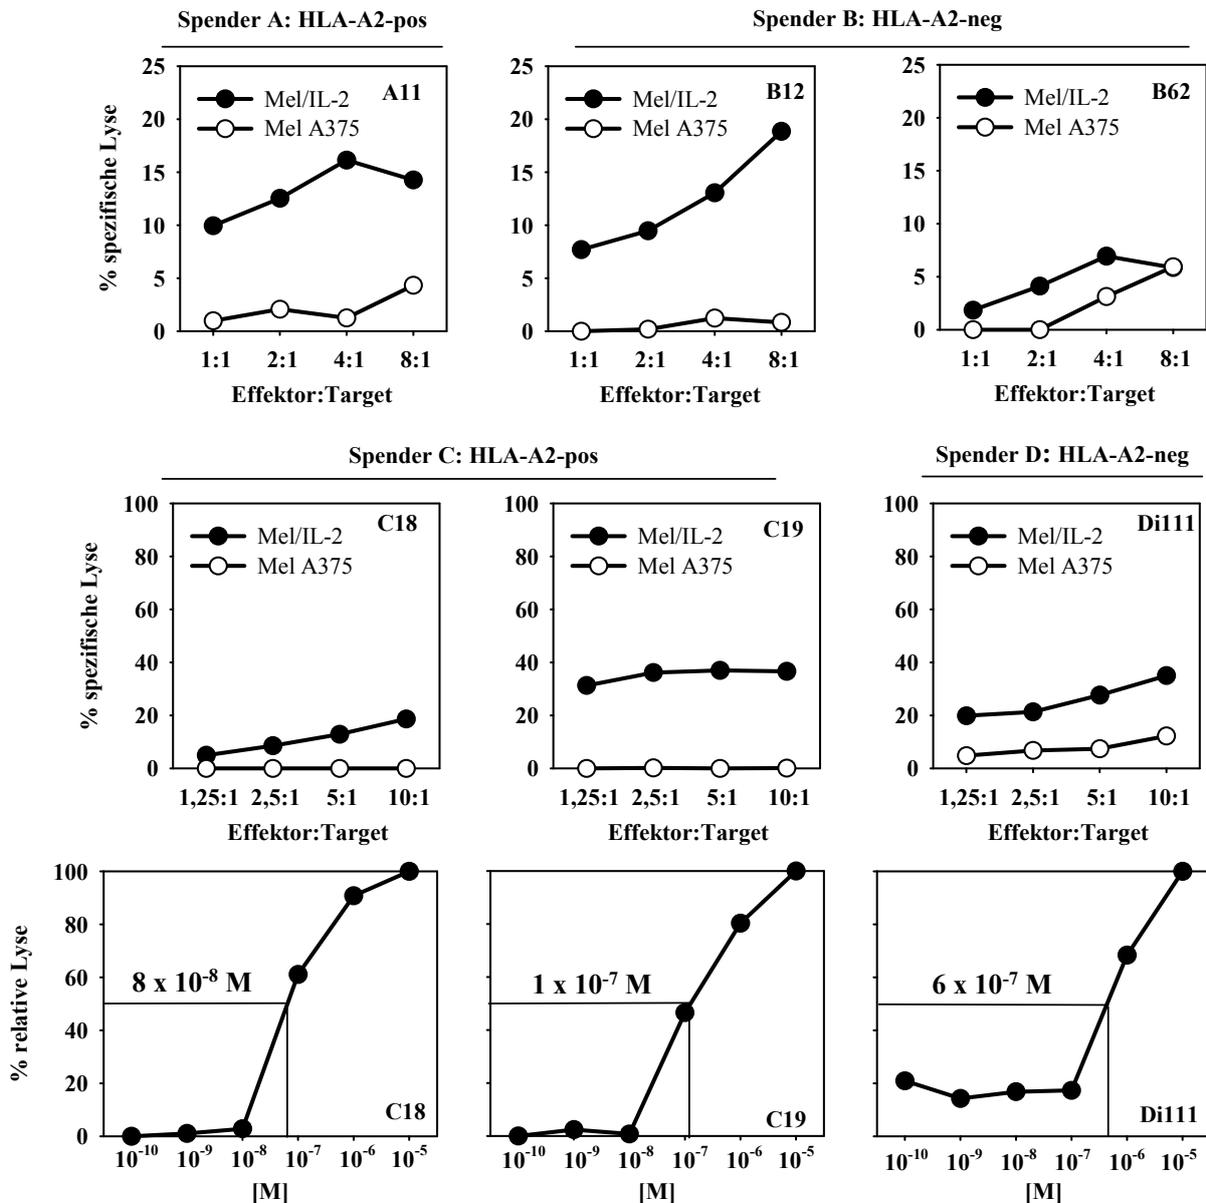 Spender A: HLA-A2-pos
Spender B: HLA-A2-neg
% spezifische Lyse
25
20
15
10
5
0
Mel/IL-2
Mel A375
A11
1:1 2:1 4:1 8:1
Effektor:Target
25
20
15
10
5
0
Mel/IL-2
Mel A375
B12
1:1 2:1 4:1 8:1
Effektor:Target
25
20
15
10
5
0
Mel/IL-2
Mel A375
B62
1:1 2:1 4:1 8:1
Effektor:Target
Spender C: HLA-A2-pos
Spender D: HLA-A2-neg
% spezifische Lyse
100
80
60
40
20
0
Mel/IL-2
Mel A375
C18
1,25:1 2,5:1 5:1 10:1
Effektor:Target
100
80
60
40
20
0
Mel/IL-2
Mel A375
C19
1,25:1 2,5:1 5:1 10:1
Effektor:Target
100
80
60
40
20
0
Mel/IL-2
Mel A375
Di111
1,25:1 2,5:1 5:1 10:1
Effektor:Target
% relative Lyse
100
80
60
40
20
0
8 x 10⁻⁸ M
C18
10⁻¹⁰ 10⁻⁹ 10⁻⁸ 10⁻⁷ 10⁻⁶ 10⁻⁵
[M]
1 x 10⁻⁷ M
C19
10⁻¹⁰ 10⁻⁹ 10⁻⁸ 10⁻⁷ 10⁻⁶ 10⁻⁵
[M]
6 x 10⁻⁷ M
Di111
10⁻¹⁰ 10⁻⁹ 10⁻⁸ 10⁻⁷ 10⁻⁶ 10⁻⁵
[M]